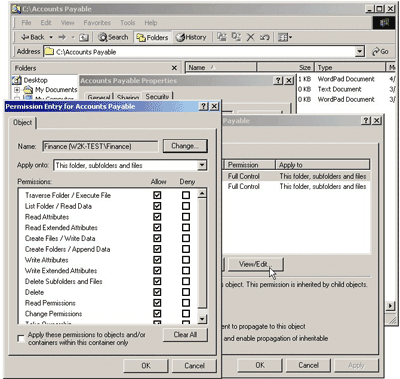 C:\Accounts Payable
File Edit View Favorites Tools Help
Back Search Folders History
Address C:\Accounts Payable Go
Folders Name Size Type
Desktop 1 KB WordPad Document 4/
My Documents 0 KB Text Document 4/
0 KB WordPad Document
Accounts Payable Properties
General Sharing Security
Permission Entry for Accounts Payable
Object
Name: Finance (W2K-TEST\Finance) Change...
Apply onto: This folder, subfolders and files
Permissions: Allow Deny
Traverse Folder / Execute File
List Folder / Read Data
Read Attributes
Read Extended Attributes
Create Files / Write Data
Create Folders / Append Data
Write Attributes
Write Extended Attributes
Delete Subfolders and Files
Delete
Read Permissions
Change Permissions
Take Ownership
Apply these permissions to objects and/or
containers within this container only
Clear All
OK Cancel
Payable
Permission Apply to
Full Control This folder, subfolders and files
Full Control This folder, subfolders and files
View/Edit...
object. This permission is inherited by child objects.
ent to propagate to this object
and enable propagation of inheritable
OK Cancel Apply